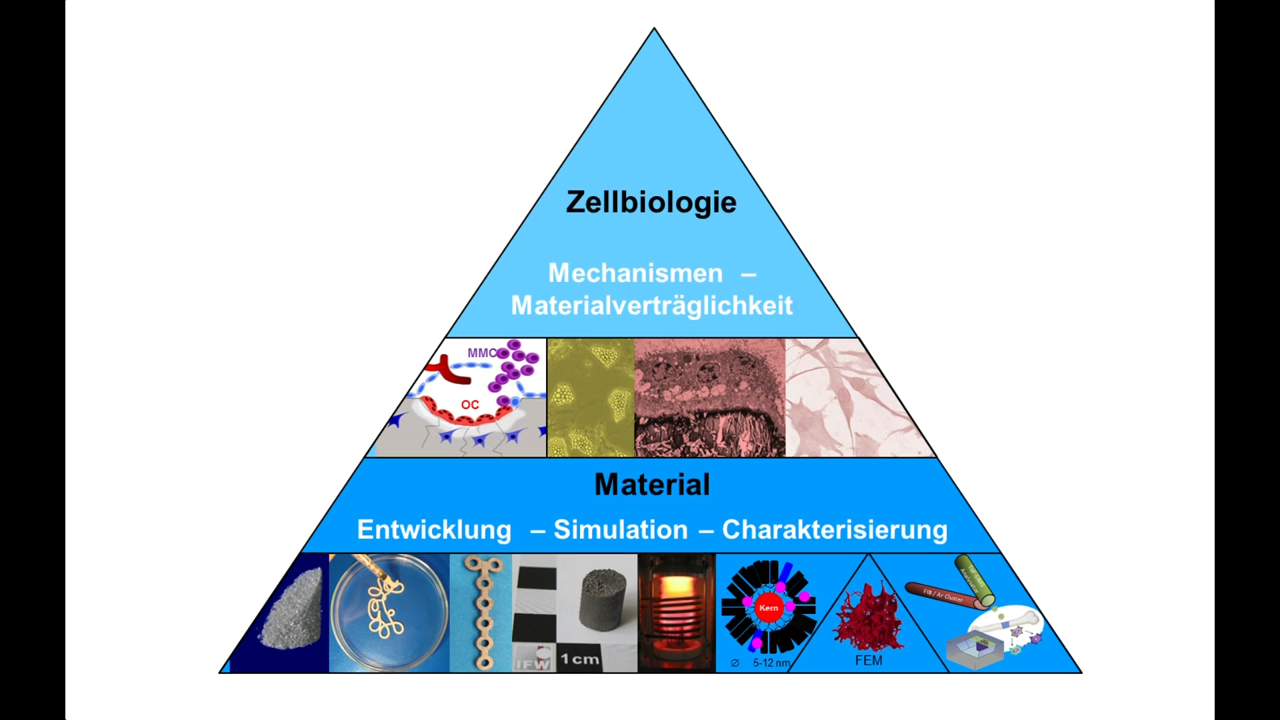 Zellbiologie
Mechanismen –
Materialverträglichkeit
MMC
OC
Material
Entwicklung – Simulation – Charakterisierung
IFW
1cm
Kern
∅ 5-12 nm
FEM
FIB / Ar Cluster